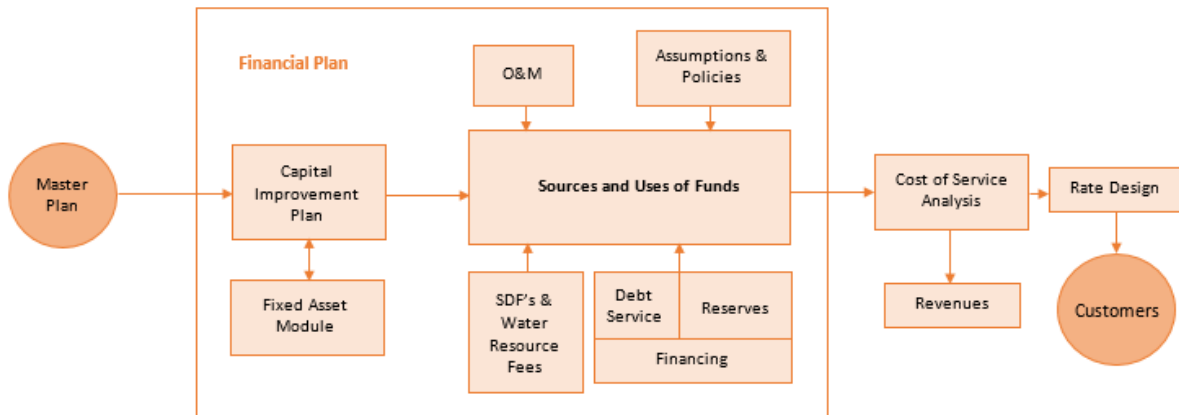 Financial Plan
O&M
Assumptions &
Policies
Master
Plan
Capital
Improvement
Plan
Sources and Uses of Funds
Cost of Service
Analysis
Rate Design
Fixed Asset
Module
SDF's &
Water
Resource
Fees
Debt
Service
Reserves
Financing
Revenues
Customers